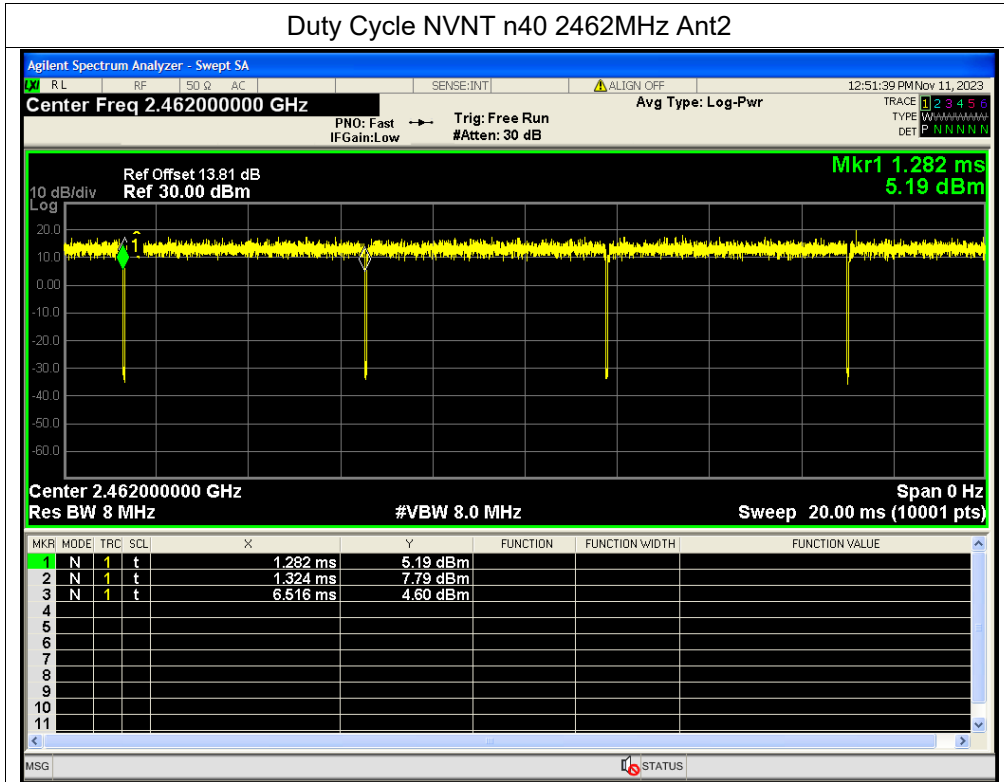 Duty Cycle NVNT n40 2462MHz Ant2
Agilent Spectrum Analyzer - Swept SA
LXI RL RF 50 Ω AC SENSE:INT ALIGN OFF 12:51:39 PM Nov 11, 2023
Center Freq 2.462000000 GHz Avg Type: Log-Pwr TRACE 1 2 3 4 5 6
PNO: Fast Trig: Free Run TYPE W
IFGain:Low #Atten: 30 dB DET P N N N N N
Mkr1 1.282 ms
Ref Offset 13.81 dB
10 dB/div Ref 30.00 dBm 5.19 dBm
Log
20.0
1
10.0
0.00
-10.0
-20.0
-30.0
-40.0
-50.0
-60.0
Center 2.462000000 GHz Span 0 Hz
Res BW 8 MHz #VBW 8.0 MHz Sweep 20.00 ms (10001 pts)
MKR MODE TRC SCL X Y FUNCTION FUNCTION WIDTH FUNCTION VALUE
1 N 1 t 1.282 ms 5.19 dBm
2 N 1 t 1.324 ms 7.79 dBm
3 N 1 t 6.516 ms 4.60 dBm
4
5
6
7
8
9
10
11
MSG STATUS